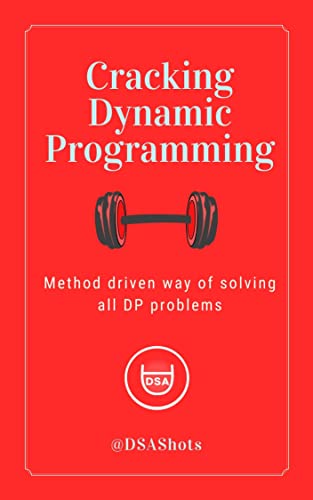 Cracking
Dynamic
Programming
Method driven way of solving
all DP problems
DSA
@DSAShots